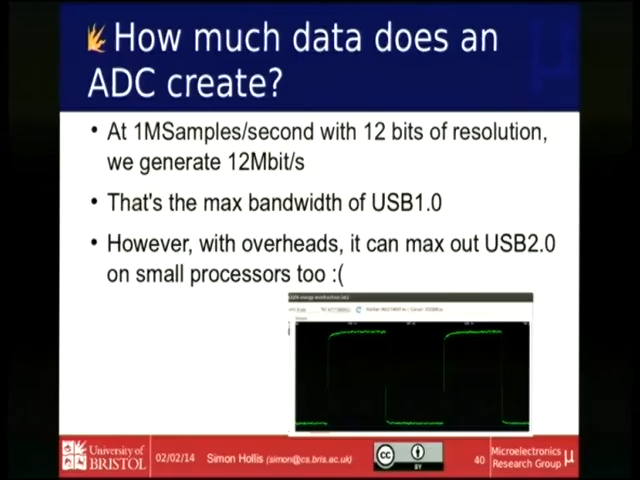 How much data does an
ADC create?
• At 1MSamples/second with 12 bits of resolution,
we generate 12Mbit/s
• That's the max bandwidth of USB1.0
• However, with overheads, it can max out USB2.0
on small processors too :(
University of
BRISTOL
02/02/14
Simon Hollis (simon@cs.bris.ac.uk)
cc
BY
40
Microelectronics
Research Group
µ